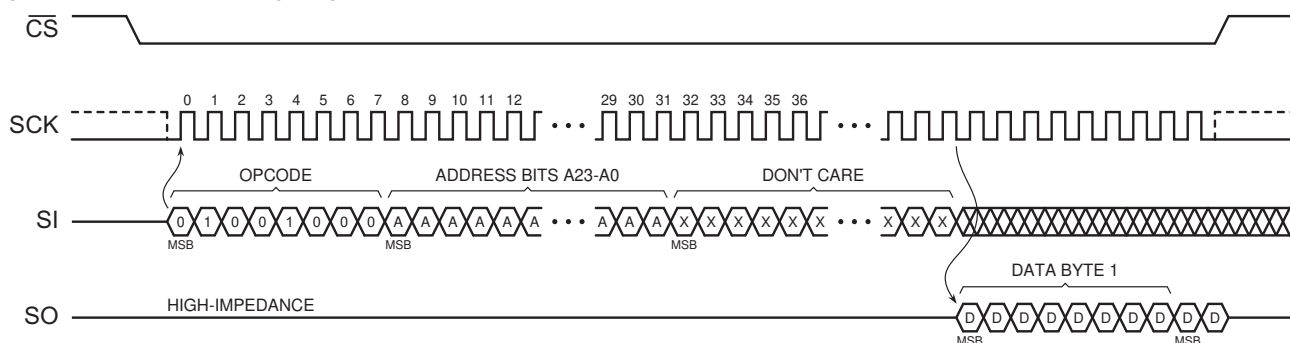 CS
0 1 2 3 4 5 6 7 8 9 10 11 12 29 30 31 32 33 34 35 36
SCK
OPCODE ADDRESS BITS A23-A0 DON'T CARE
SI 0 1 0 0 1 0 0 0 A A A A A A A A A X X X X X X X X X
MSB MSB MSB
DATA BYTE 1
HIGH-IMPEDANCE
SO D D D D D D D D D D
MSB MSB